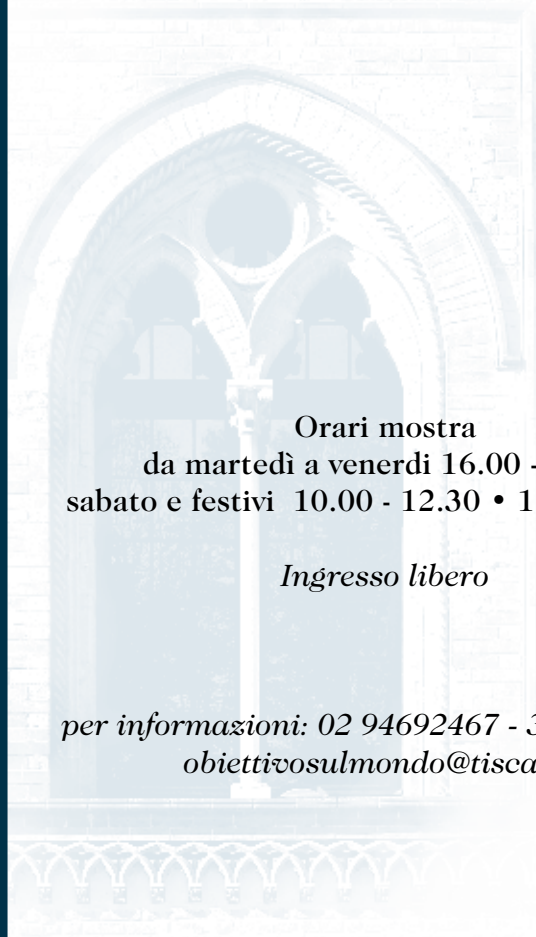 Orari mostra
da martedì a venerdi 16.00 -
sabato e festivi 10.00 - 12.30 • 1
Ingresso libero
per informazioni: 02 94692467 - 3
obiettivosulmondo@tisca